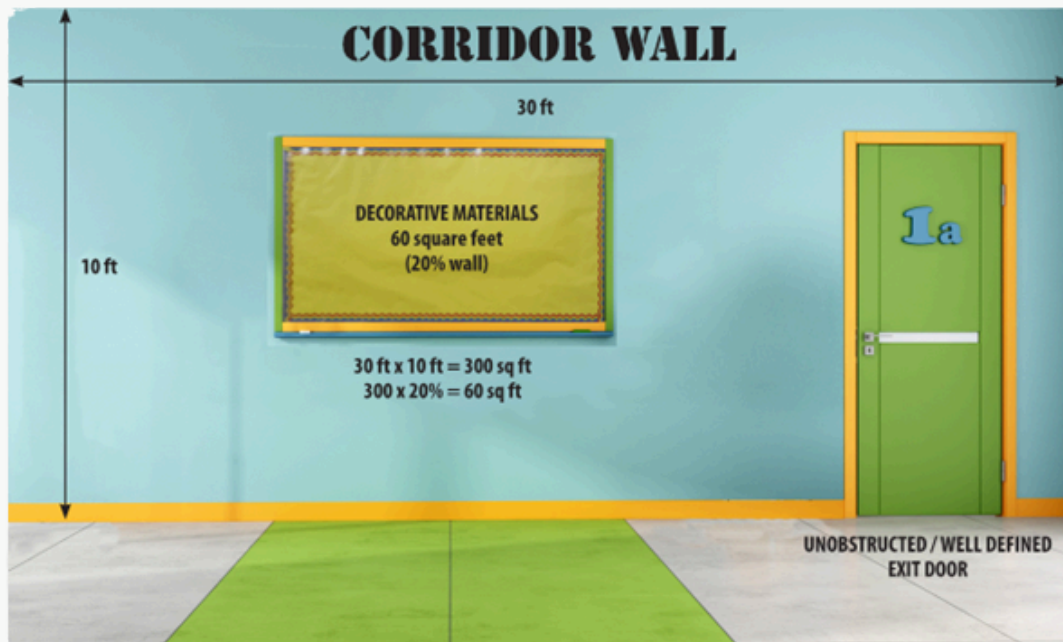 CORRIDOR WALL
30 ft
DECORATIVE MATERIALS
60 square feet
(20% wall)
1a
10 ft
30 ft x 10 ft = 300 sq ft
300 x 20% = 60 sq ft
UNOBSTRUCTED / WELL DEFINED
EXIT DOOR